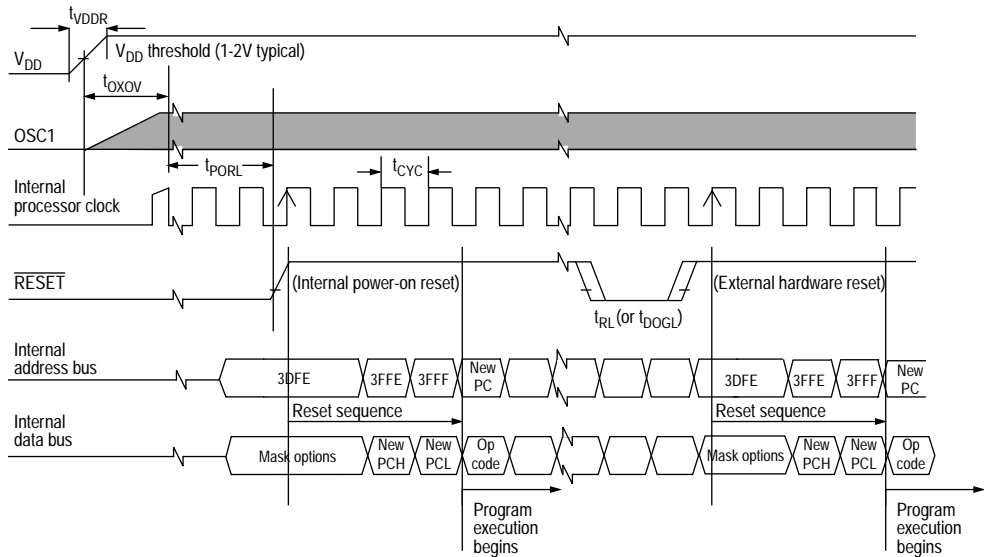 tVDDR
VDD
VDD threshold (1-2V typical)
tOXOV
OSC1
tPORL
tCYC
Internal
processor clock
RESET
(Internal power-on reset)
tRL (or tDOGL)
(External hardware reset)
Internal
address bus
3DFE
3FFE
3FFF
New
PC
3DFE
3FFE
3FFF
New
PC
Reset sequence
Reset sequence
Internal
data bus
Mask options
New
PCH
New
PCL
Op
code
Mask options
New
PCH
New
PCL
Op
code
Program
execution
begins
Program
execution
begins